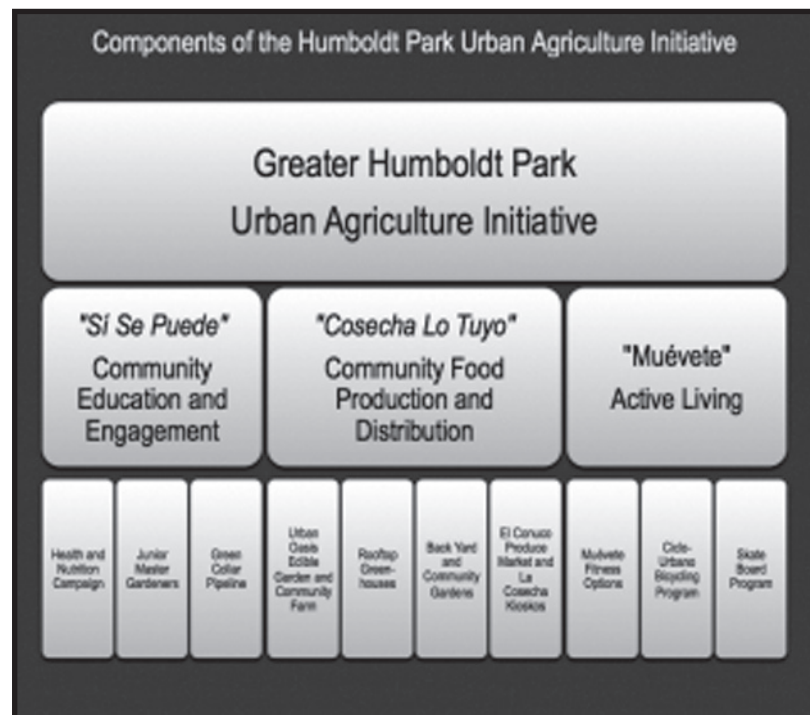 Components of the Humboldt Park Urban Agriculture Initiative
Greater Humboldt Park
Urban Agriculture Initiative
"Sí Se Puede"
Community
Education and
Engagement
"Cosecha Lo Tuyo"
Community Food
Production and
Distribution
"Muévete"
Active Living
Health and
Nutrition
Campaign
Junior
Master
Gardeners
Green
Collar
Pipeline
Urban
Oasis
Edible
Garden and
Community
Farm
Rooftop
Green-
houses
Back Yard
and
Community
Gardens
El Conuco
Produce
Market and
La
Cosecha
Kioskos
Muévete
Fitness
Options
Ciclo-
Urbano
Bicycling
Program
Skate
Board
Program